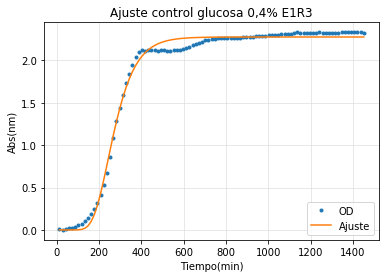 Ajuste control glucosa 0,4% E1R3
Abs(nm)
2.0
1.5
1.0
0.5
0.0
OD
Ajuste
0 200 400 600 800 1000 1200 1400
Tiempo(min)